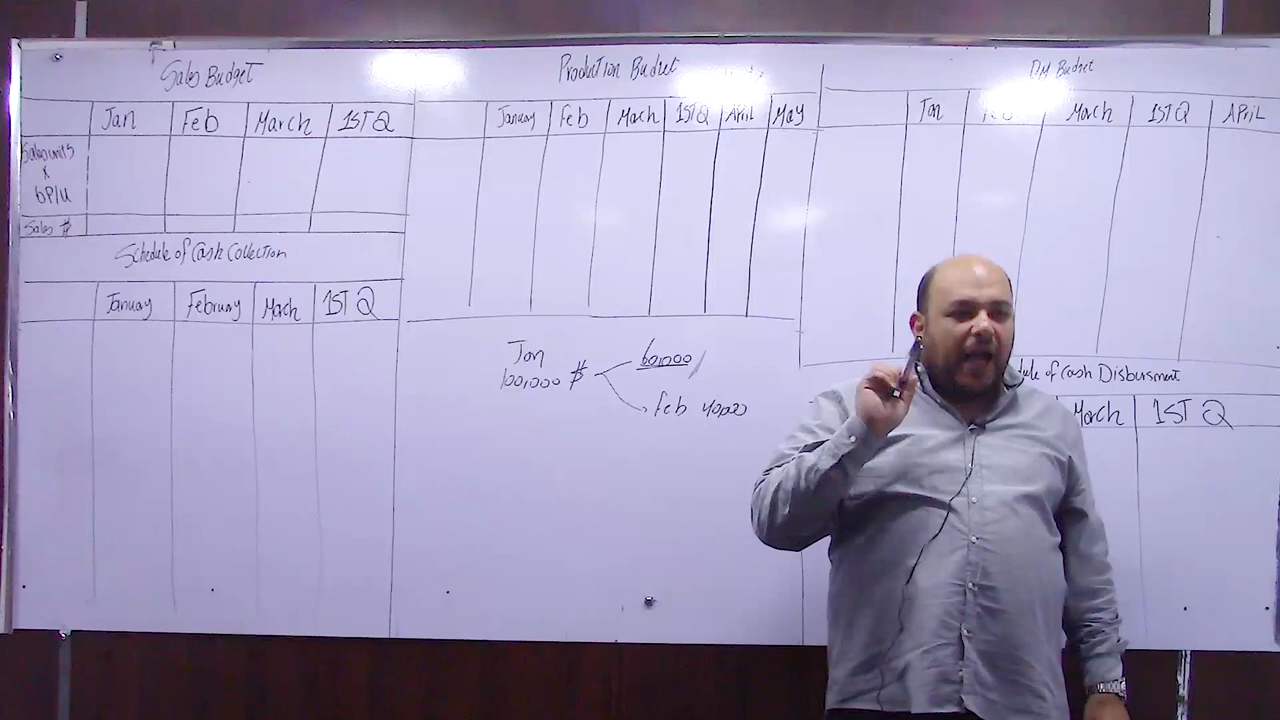 Sales Budget
Jan Feb March 1ST Q
Sales units
x
Sales $
Schedule of Cash Collection
January February March 1ST Q
Production Budget
January Feb March 1ST Q April May
Jan
100,000 $
60,000
Feb 40,000
DM Budget
Jan March 1ST Q APril
of Cash Disbursment
March 1ST Q